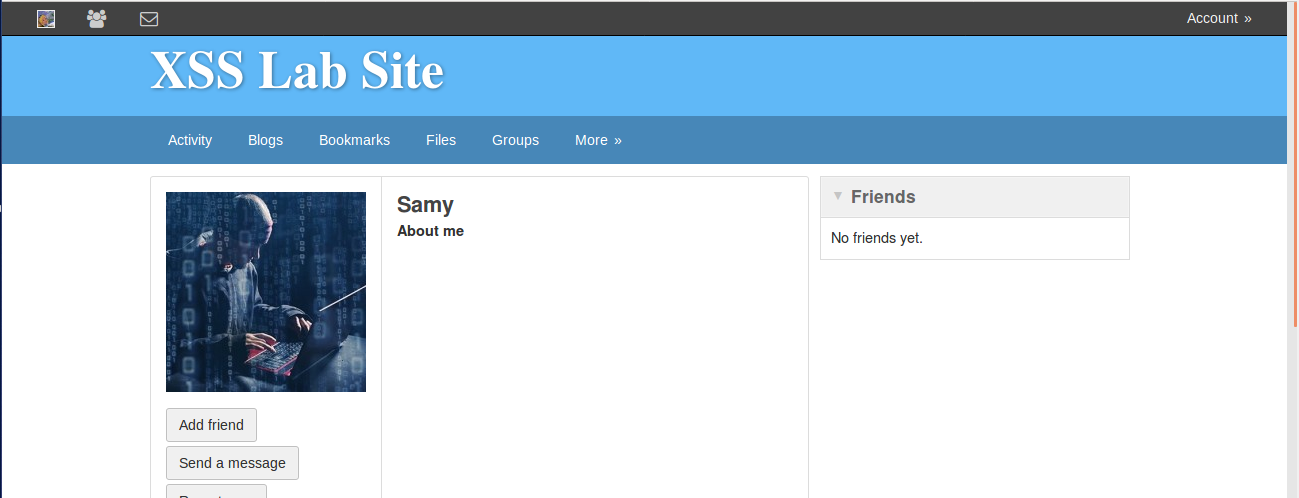 Account »
XSS Lab Site
Activity Blogs Bookmarks Files Groups More »
Samy
About me
Add friend
Send a message
Friends
No friends yet.